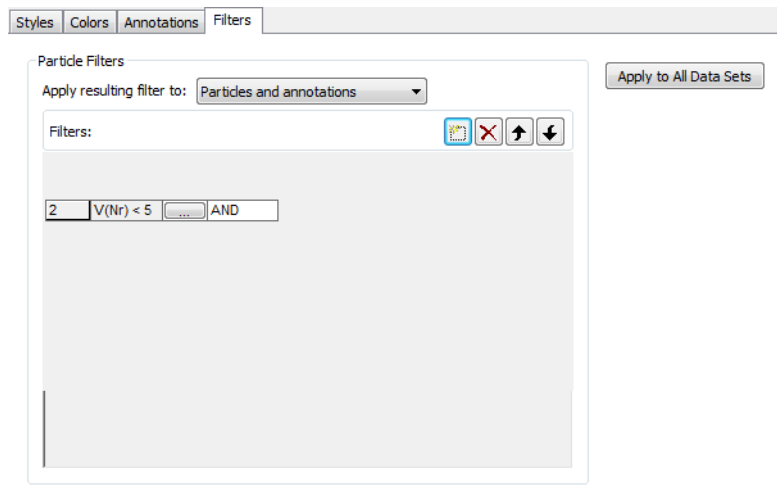 Styles Colors Annotations Filters
Particle Filters
Apply resulting filter to: Particles and annotations
Apply to All Data Sets
Filters:
2 V(Nr) < 5 ... AND